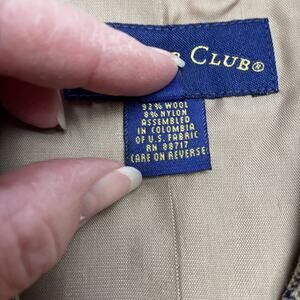 CLUB®
92% WOOL
8% NYLON
ASSEMBLED
IN COLOMBIA
OF U.S. FABRIC
RN 88717
CARE ON REVERSE